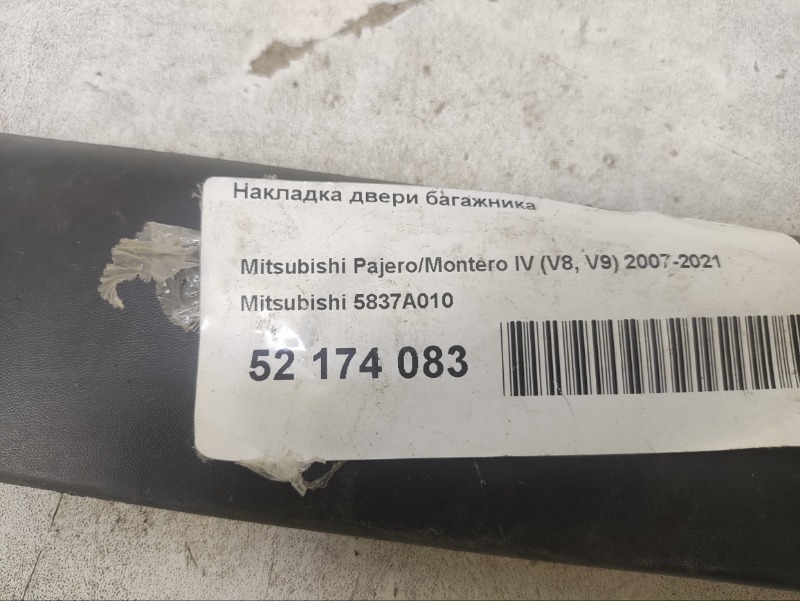 Накладка двери багажника
Mitsubishi Pajero/Montero IV (V8, V9) 2007-2021
Mitsubishi 5837A010
52 174 083